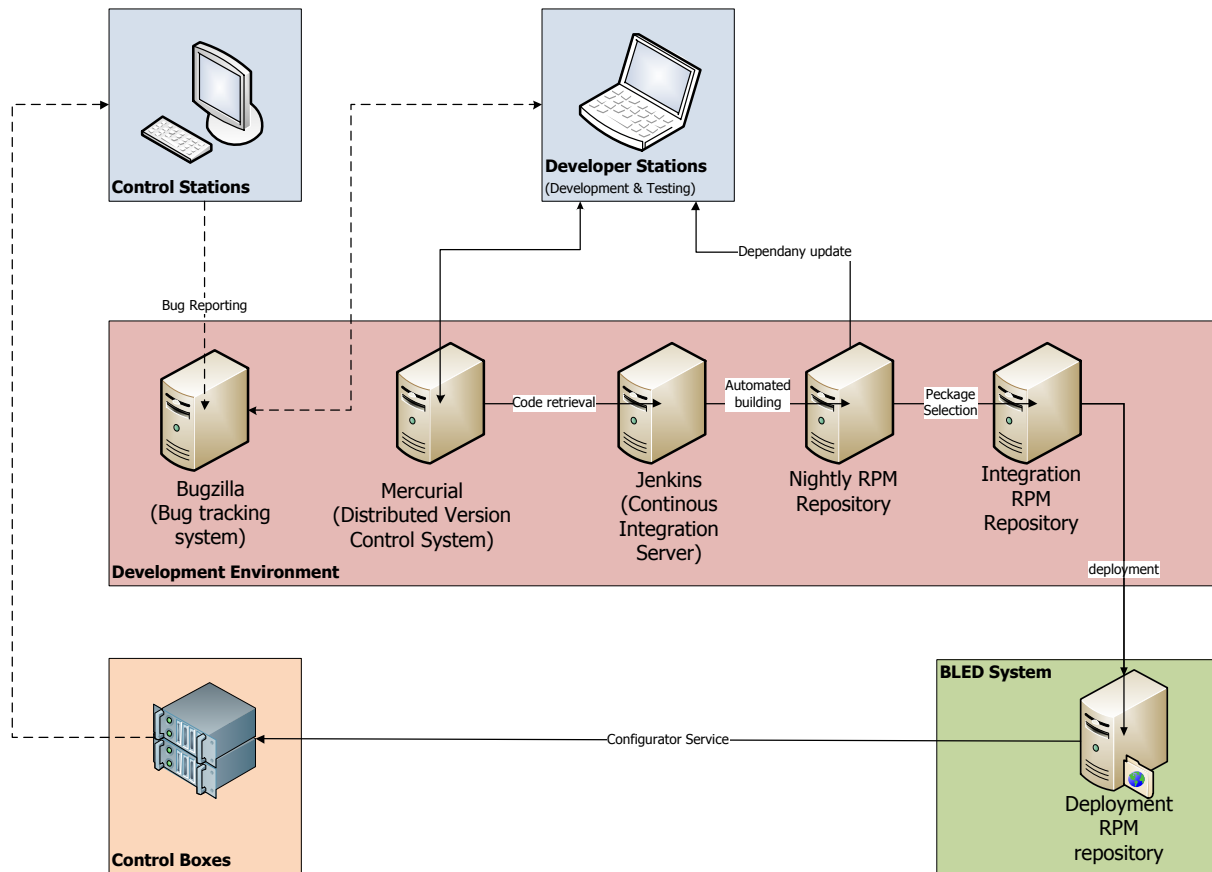 Control Stations
Developer Stations
(Development & Testing)
Dependany update
Bug Reporting
Code retrieval
Automated
building
Peckage
Selection
Bugzilla
(Bug tracking
system)
Mercurial
(Distributed Version
Control System)
Jenkins
(Continous
Integration
Server)
Nightly RPM
Repository
Integration
RPM
Repository
Development Environment
deployment
BLED System
Configurator Service
Deployment
RPM
repository
Control Boxes